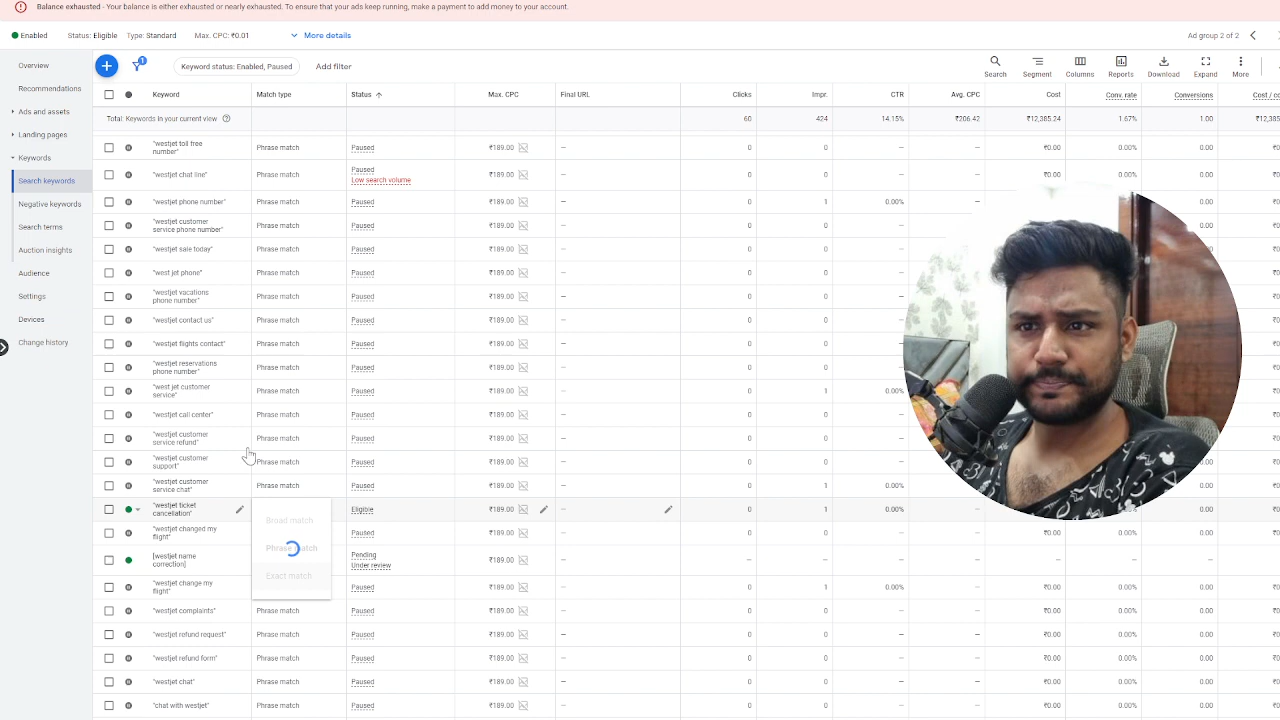 Balance exhausted - Your balance is either exhausted or nearly exhausted. To ensure that your ads keep running, make a payment to add money to your account.
Enabled Status: Eligible Type: Standard Max. CPC: ₹0.01 More details Ad group 2 of 2
Overview
Recommendations
Ads and assets
Landing pages
Keywords
Search keywords
Negative keywords
Search terms
Auction insights
Audience
Settings
Devices
Change history
1
Keyword status: Enabled, Paused Add filter
Search Segment Columns Reports Download Expand More
Keyword Match type Status Max. CPC Final URL Clicks Impr. CTR Avg. CPC Cost Conv. rate Conversions Cost / co
Total: Keywords in your current view 60 424 14.15% ₹206.42 ₹12,385.24 1.67% 1.00 ₹12,385
"westjet toll free
number" Phrase match Paused ₹189.00 — 0 0 — — ₹0.00 0.00% 0.00 ₹0
"westjet chat line" Phrase match Paused
Low search volume ₹189.00 — 0 0 — — ₹0.00 0.00% 0.00 ₹0
"westjet phone number" Phrase match Paused ₹189.00 — 0 1 0.00% —
"westjet customer
service phone number" Phrase match Paused ₹189.00 — 0 0 — —
"westjet sale today" Phrase match Paused ₹189.00 — 0 0 — —
"west jet phone" Phrase match Paused ₹189.00 — 0 0 —
"westjet vacations
phone number" Phrase match Paused ₹189.00 — 0 0 —
"westjet contact us" Phrase match Paused ₹189.00 — 0 0 —
"westjet flights contact" Phrase match Paused ₹189.00 — 0 0 —
"westjet reservations
phone number" Phrase match Paused ₹189.00 — 0 0 —
"west jet customer
service" Phrase match Paused ₹189.00 — 0 1 0.00%
"westjet call center" Phrase match Paused ₹189.00 — 0 0 —
"westjet customer
service refund" Phrase match Paused ₹189.00 — 0 0 — —
"westjet customer
support" Phrase match Paused ₹189.00 — 0 0 — — 0.00 ₹0
"westjet customer
service chat" Phrase match Paused ₹189.00 — 0 1 0.00% — 0.00 ₹0
"westjet ticket
cancellation" Eligible ₹189.00 — 0 1 0.00% — ₹0.00 0.00 ₹0
Broad match
Phrase match
Exact match
"westjet changed my
flight" Paused ₹189.00 — 0 0 — — ₹0.00 0.00% 0.00 ₹0
[westjet name
correction] Pending
Under review ₹189.00 — — — — — — — —
"westjet change my
flight" Paused ₹189.00 — 0 1 0.00% — ₹0.00 0.00% 0.00 ₹0
"westjet complaints" Phrase match Paused ₹189.00 — 0 0 — — ₹0.00 0.00% 0.00 ₹0
"westjet refund request" Phrase match Paused ₹189.00 — 0 0 — — ₹0.00 0.00% 0.00 ₹0
"westjet refund form" Phrase match Paused ₹189.00 — 0 0 — — ₹0.00 0.00% 0.00 ₹0
"westjet chat" Phrase match Paused ₹189.00 — 0 0 — — ₹0.00 0.00% 0.00 ₹0
"chat with westjet" Phrase match Paused ₹189.00 — 0 0 — — ₹0.00 0.00% 0.00 ₹0